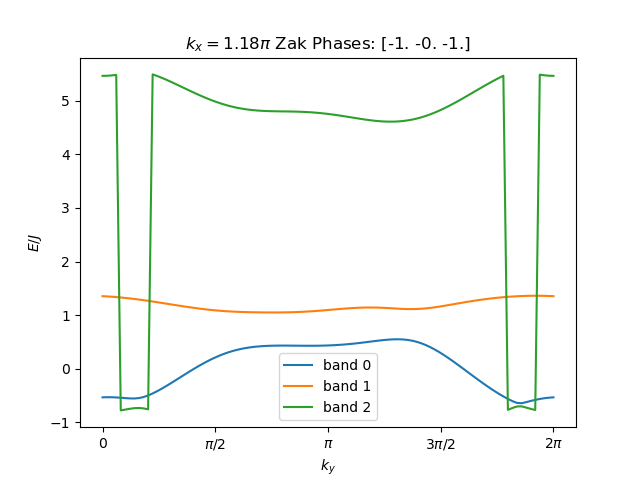 $k_x = 1.18\pi$ Zak Phases: [-1. -0. -1.]
E/J
5
4
3
2
1
0
−1
band 0
band 1
band 2
0
π/2
π
3π/2
2π
$k_y$